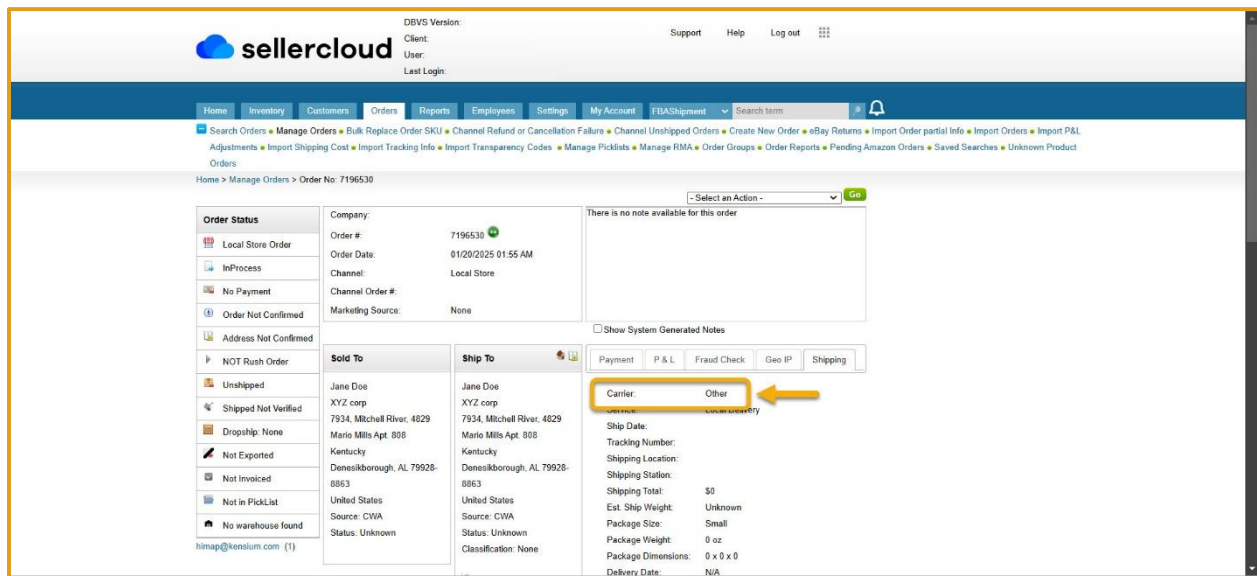 sellercloud
DBVS Version:
Client:
User:
Last Login:
Support Help Log out
Home Inventory Customers Orders Reports Employees Settings My Account FBAShipment Search term
Search Orders Manage Orders Bulk Replace Order SKU Channel Refund or Cancellation Failure Channel Unshipped Orders Create New Order eBay Returns Import Order partial Info Import Orders Import P&L
Adjustments Import Shipping Cost Import Tracking Info Import Transparency Codes Manage Picklists Manage RMA Order Groups Order Reports Pending Amazon Orders Saved Searches Unknown Product
Orders
Home > Manage Orders > Order No: 7196530
- Select an Action - Go
Order Status
Local Store Order
InProcess
No Payment
Order Not Confirmed
Address Not Confirmed
NOT Rush Order
Unshipped
Shipped Not Verified
Dropship: None
Not Exported
Not Invoiced
Not in PickList
No warehouse found
himap@kensium.com (1)
Company:
Order #: 7196530
Order Date: 01/20/2025 01:55 AM
Channel: Local Store
Channel Order #:
Marketing Source: None
There is no note available for this order
Show System Generated Notes
Sold To
Jane Doe
XYZ corp
7934, Mitchell River, 4829
Mario Mills Apt. 808
Kentucky
Denesikborough, AL 79928-
8863
United States
Source: CWA
Status: Unknown
Ship To
Jane Doe
XYZ corp
7934, Mitchell River, 4829
Mario Mills Apt. 808
Kentucky
Denesikborough, AL 79928-
8863
United States
Source: CWA
Status: Unknown
Classification: None
Payment P & L Fraud Check Geo IP Shipping
Carrier: Other
Service: Local Delivery
Ship Date:
Tracking Number:
Shipping Location:
Shipping Station:
Shipping Total: $0
Est. Ship Weight: Unknown
Package Size: Small
Package Weight: 0 oz
Package Dimensions: 0 x 0 x 0
Delivery Date: N/A